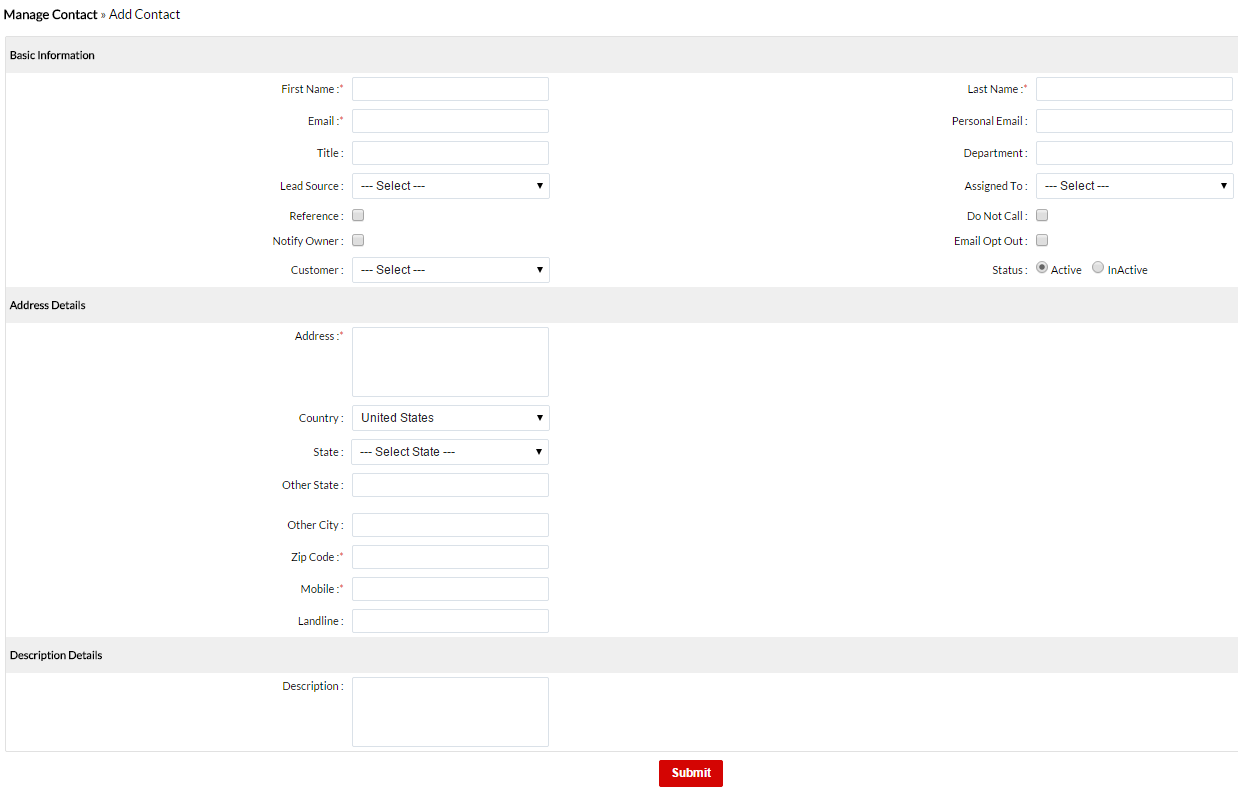 Manage Contact » Add Contact
Basic Information
First Name :* Last Name :*
Email :* Personal Email :
Title : Department :
Lead Source : --- Select --- Assigned To : --- Select ---
Reference : Do Not Call :
Notify Owner : Email Opt Out :
Customer : --- Select --- Status : Active InActive
Address Details
Address :*
Country : United States
State : --- Select State ---
Other State :
Other City :
Zip Code :*
Mobile :*
Landline :
Description Details
Description :
Submit